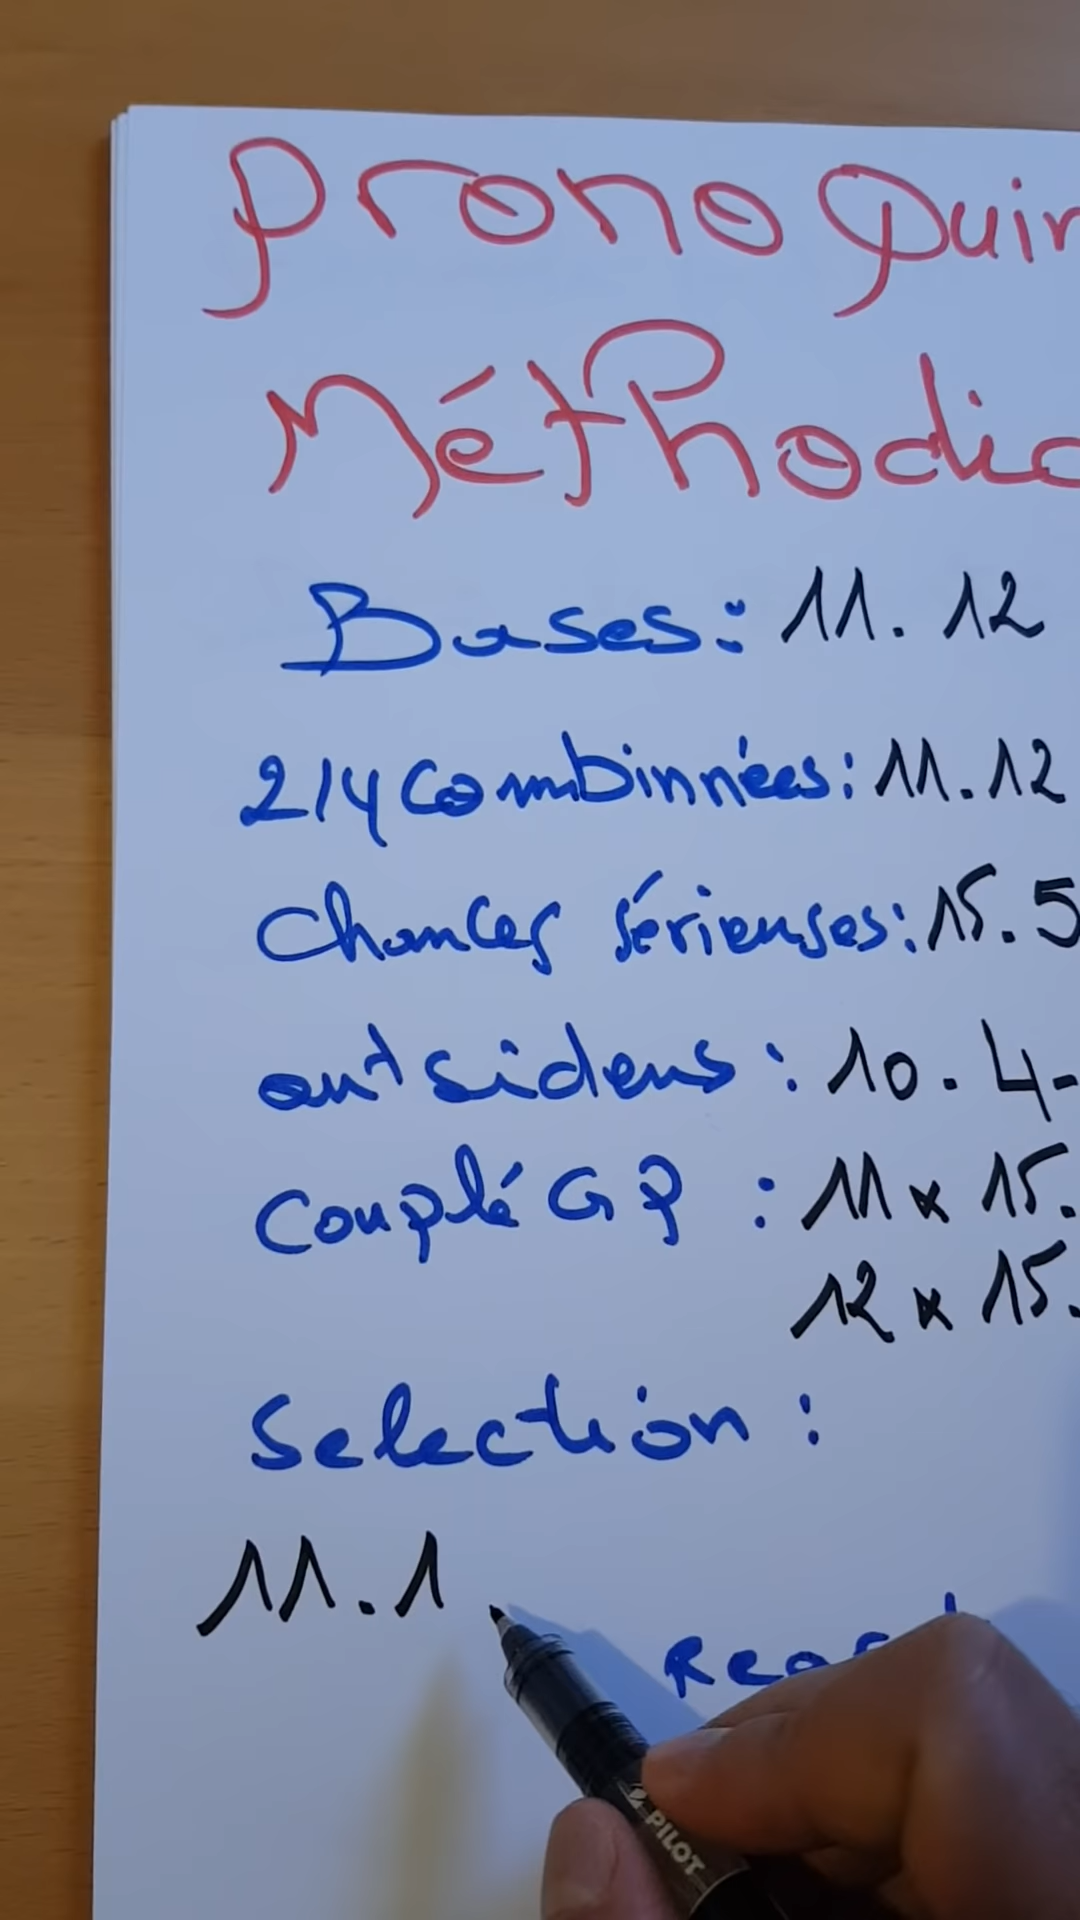 Prono Quin
Méthodic
Bases: 11. 12
2/4 Combinnées: 11.12
Chances sérieuses: 15.5
outsiders: 10. 4-
Couplé G P : 11 x 15.
12 x 15.
Selection :
11.1
PILOT